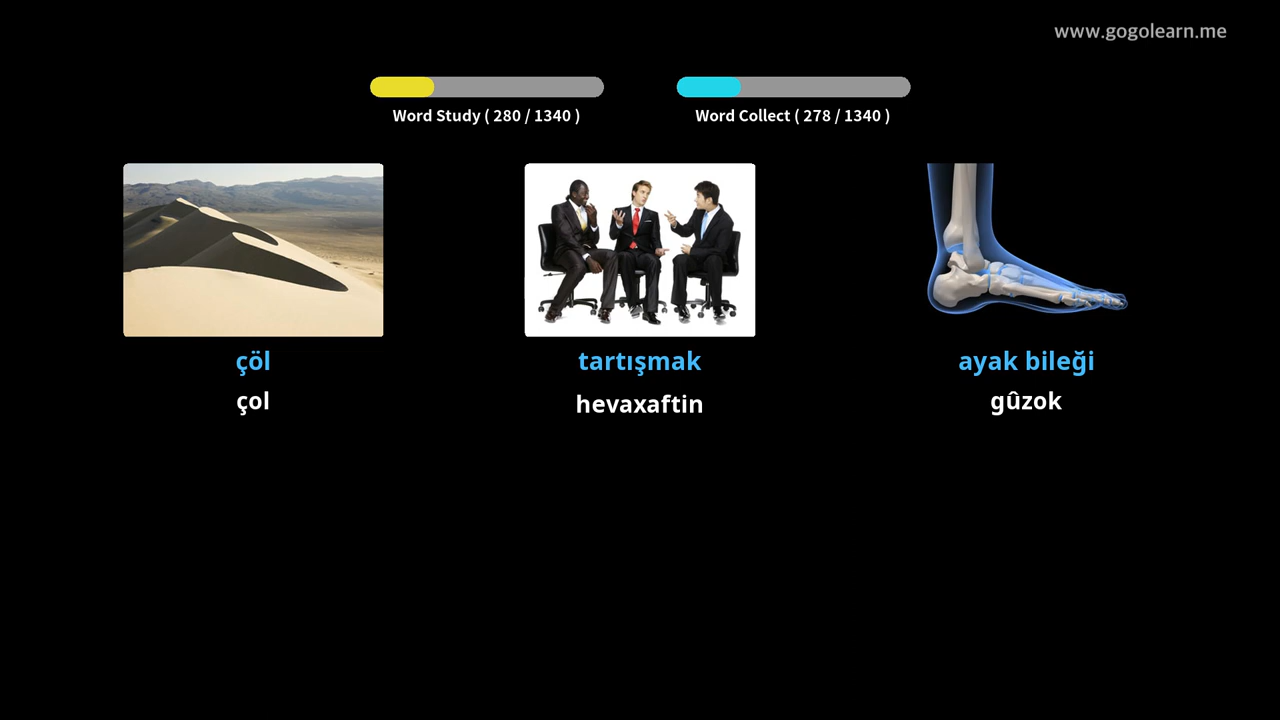 www.gogolearn.me
Word Study ( 280 / 1340 )
Word Collect ( 278 / 1340 )
çöl
tartışmak
ayak bileği
çol
hevaxaftin
gûzok